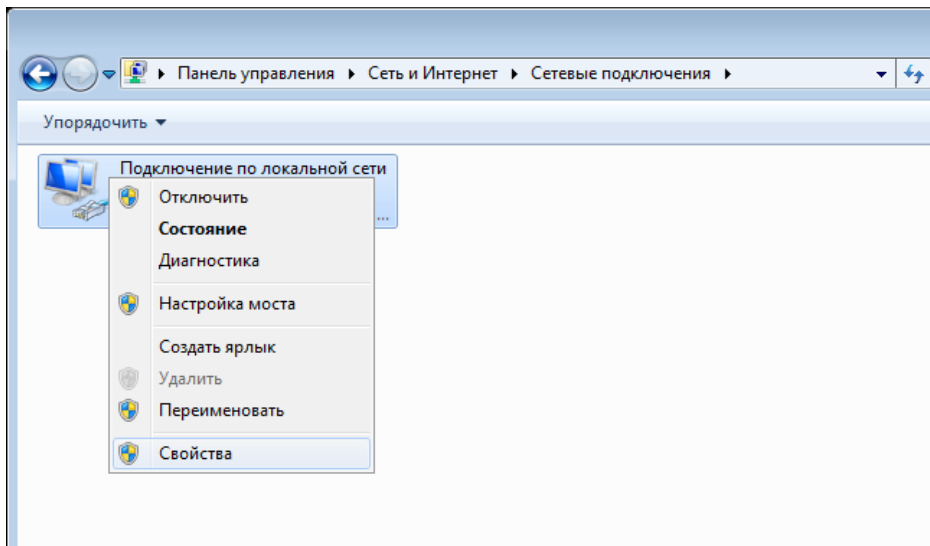 Панель управления Сеть и Интернет Сетевые подключения
Упорядочить
Подключение по локальной сети
...
Отключить
Состояние
Диагностика
Настройка моста
Создать ярлык
Удалить
Переименовать
Свойства